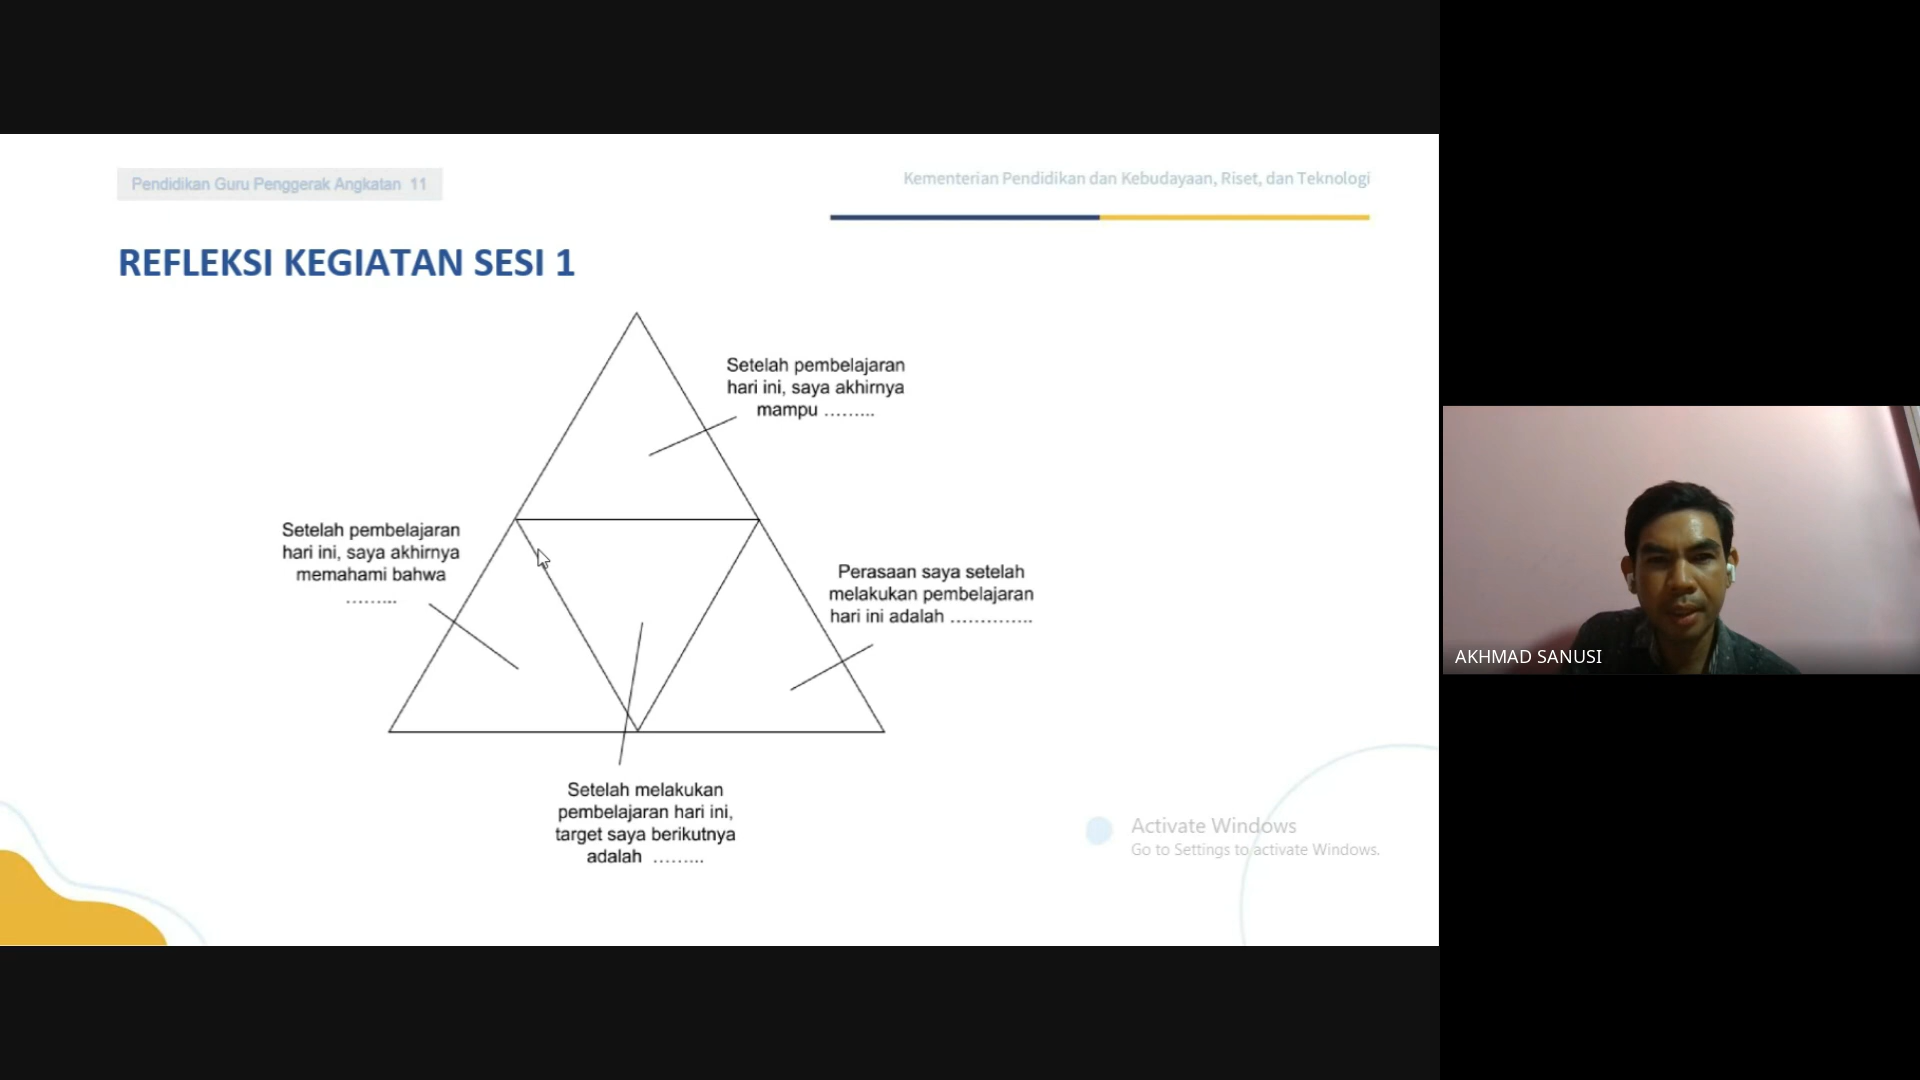 Pendidikan Guru Penggerak Angkatan 11
Kementerian Pendidikan dan Kebudayaan, Riset, dan Teknologi
REFLEKSI KEGIATAN SESI 1
Setelah pembelajaran
hari ini, saya akhirnya
mampu ………
Setelah pembelajaran
hari ini, saya akhirnya
memahami bahwa
………
Perasaan saya setelah
melakukan pembelajaran
hari ini adalah …………..
Setelah melakukan
pembelajaran hari ini,
target saya berikutnya
adalah ………
Activate Windows
Go to Settings to activate Windows.
AKHMAD SANUSI